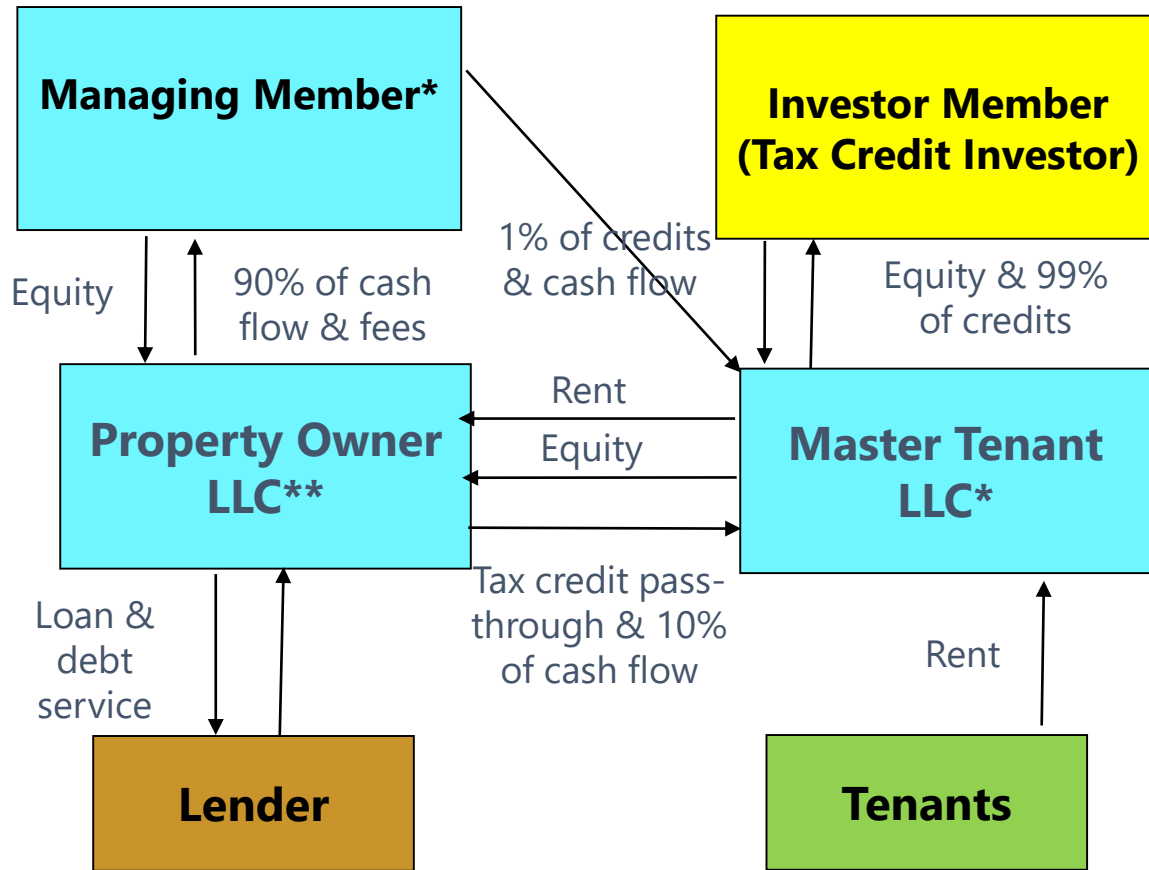 Managing Member*
Investor Member
(Tax Credit Investor)
Equity
90% of cash
flow & fees
1% of credits
& cash flow
Equity & 99%
of credits
Property Owner
LLC**
Rent
Equity
Master Tenant
LLC*
Tax credit pass-
through & 10%
of cash flow
Loan &
debt
service
Rent
Lender
Tenants